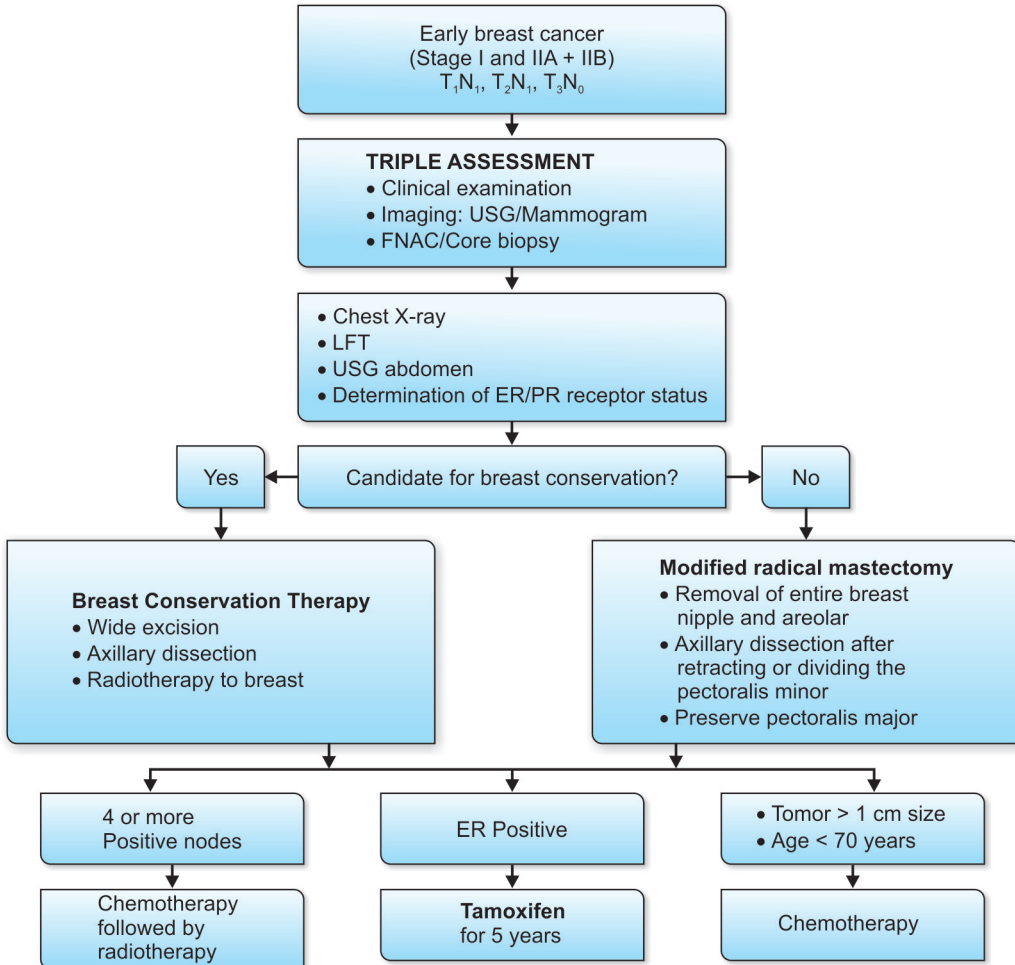 Early breast cancer
(Stage I and IIA + IIB)
T₁N₁, T₂N₁, T₃N₀
TRIPLE ASSESSMENT
• Clinical examination
• Imaging: USG/Mammogram
• FNAC/Core biopsy
• Chest X-ray
• LFT
• USG abdomen
• Determination of ER/PR receptor status
Yes
Candidate for breast conservation?
No
Breast Conservation Therapy
• Wide excision
• Axillary dissection
• Radiotherapy to breast
Modified radical mastectomy
• Removal of entire breast
nipple and areolar
• Axillary dissection after
retracting or dividing the
pectoralis minor
• Preserve pectoralis major
4 or more
Positive nodes
ER Positive
• Tomor > 1 cm size
• Age < 70 years
Chemotherapy
followed by
radiotherapy
Tamoxifen
for 5 years
Chemotherapy